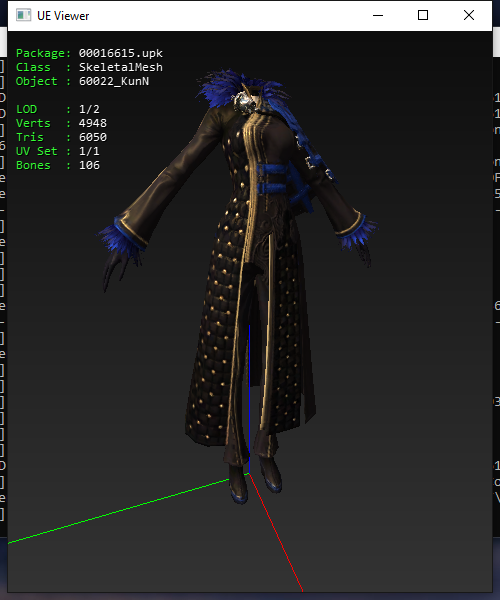 UE Viewer
Package: 00016615.upk
Class : SkeletalMesh
Object : 60022_KunN
LOD : 1/2
Verts : 4948
Tris : 6050
UV Set : 1/1
Bones : 106